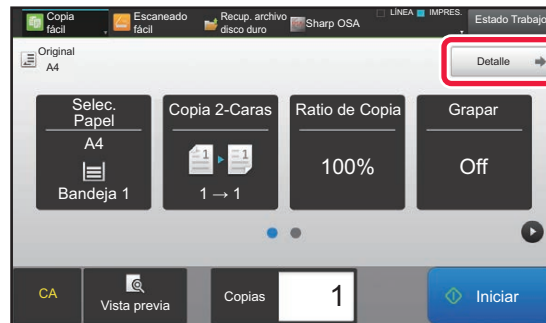 Copia fácil
Escaneado fácil
Recup. archivo disco duro
Sharp OSA
LÍNEA
IMPRES.
Estado Trabajo
Original
A4
Detalle
Selec. Papel
A4
Bandeja 1
Copia 2-Caras
1 1
1 → 1
Ratio de Copia
100%
Grapar
Off
CA
Vista previa
Copias
1
Iniciar